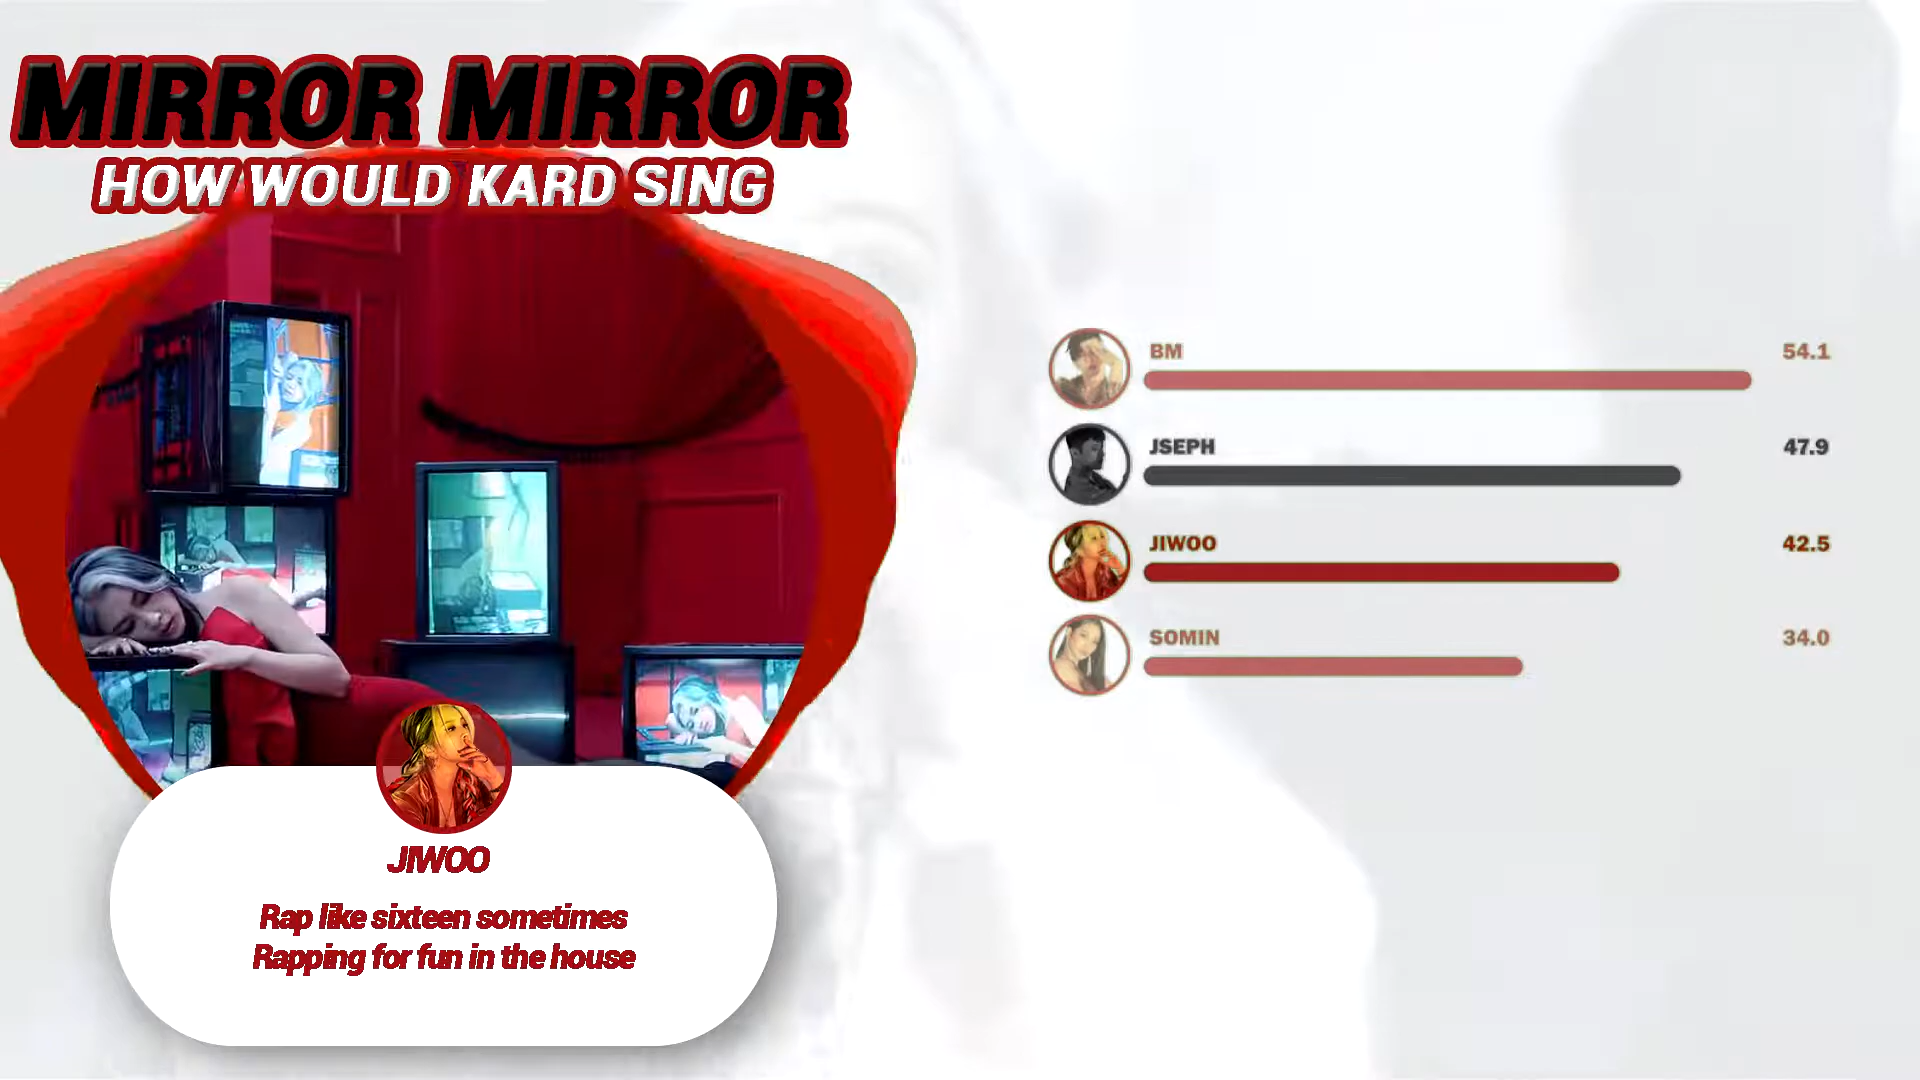 MIRROR MIRROR
HOW WOULD KARD SING
BM
54.1
JSEPH
47.9
JIWOO
42.5
SOMIN
34.0
JIWOO
Rap like sixteen sometimes
Rapping for fun in the house